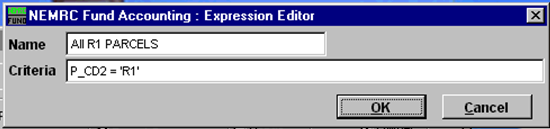 NEMRC Fund Accounting : Expression Editor
Name All R1 PARCELS
Criteria P_CD2 = 'R1'
OK Cancel